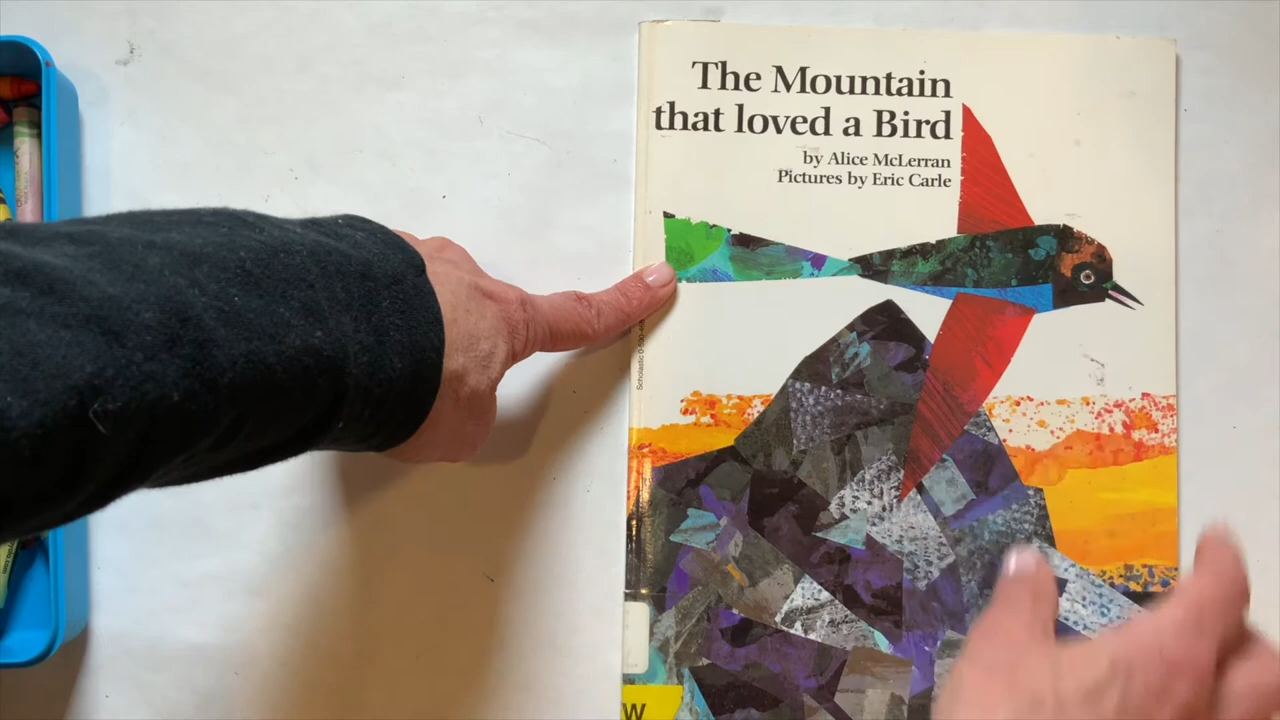 The Mountain
that loved a Bird
by Alice McLerran
Pictures by Eric Carle
W